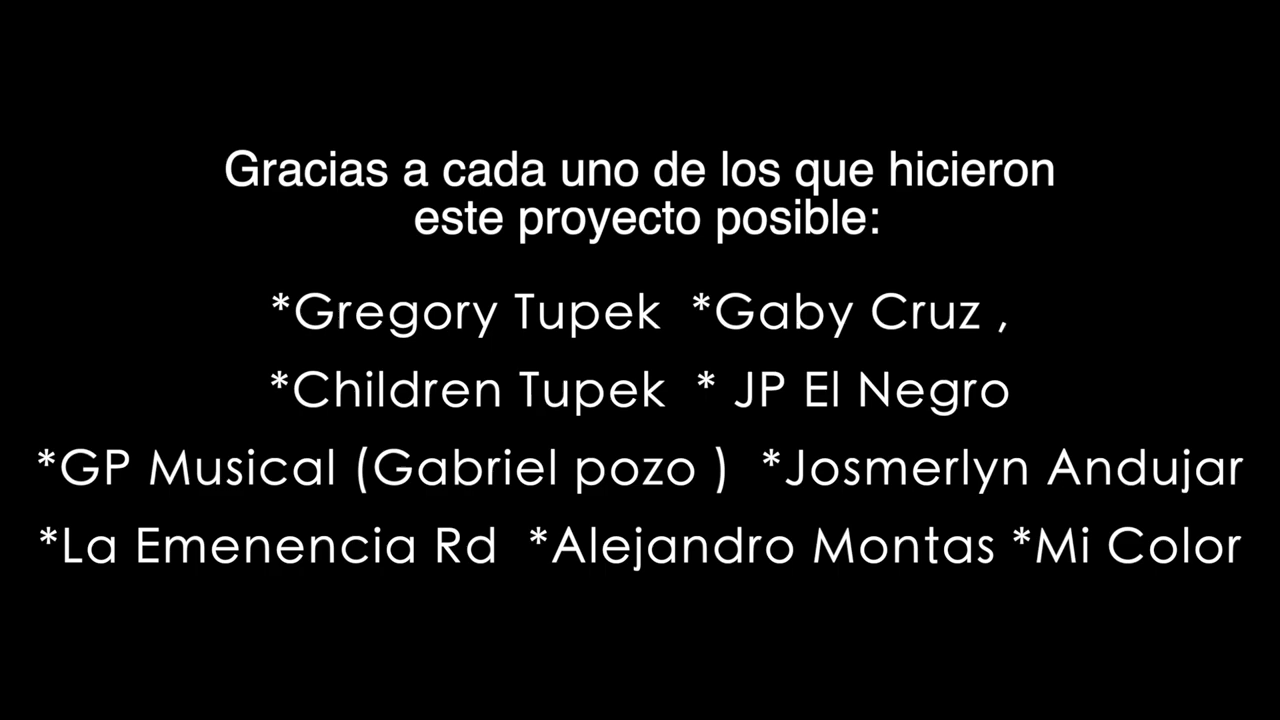 Gracias a cada uno de los que hicieron
este proyecto posible:
*Gregory Tupek *Gaby Cruz ,
*Children Tupek * JP El Negro
*GP Musical (Gabriel pozo ) *Josmerlyn Andujar
*La Emenencia Rd *Alejandro Montas *Mi Color